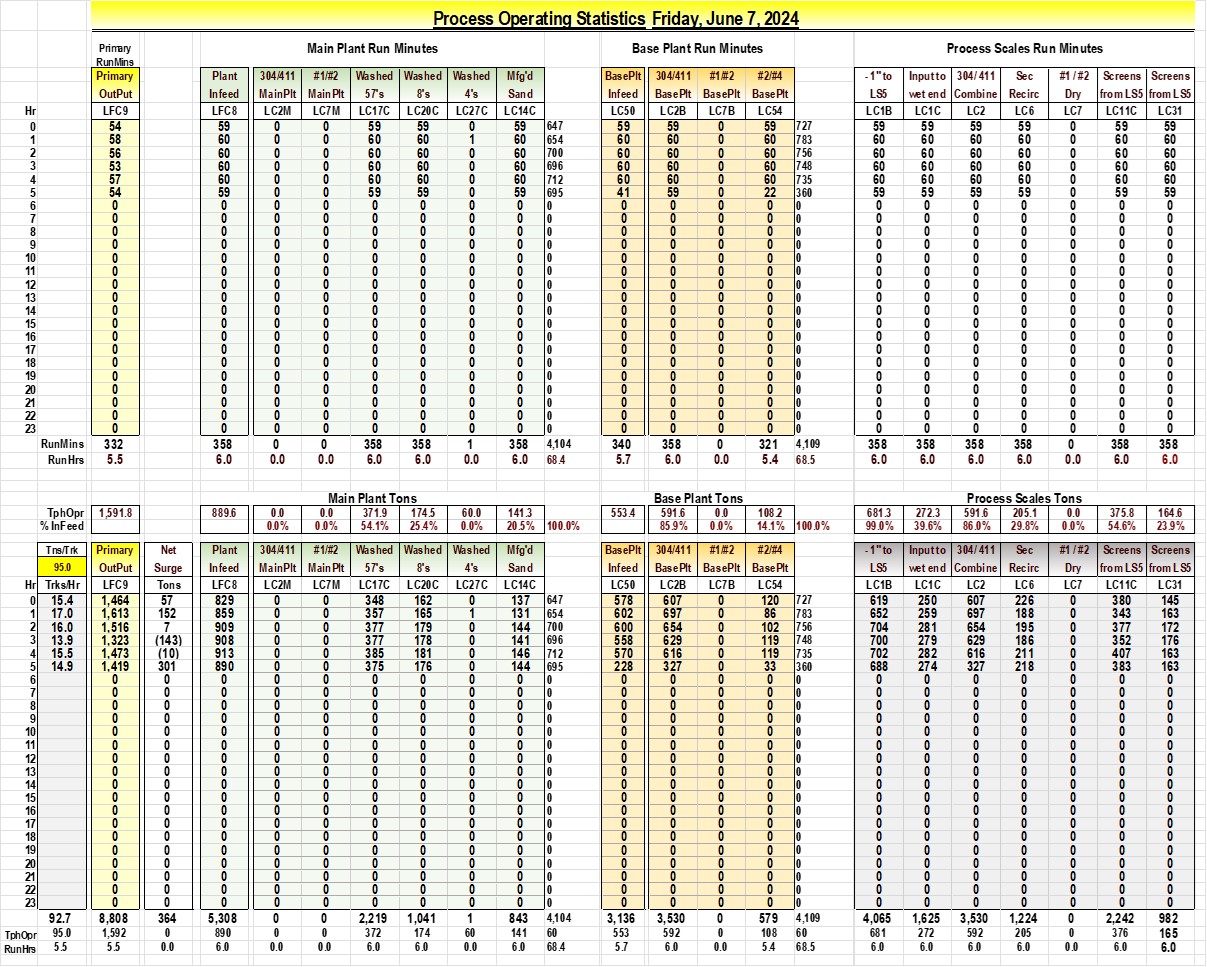 Process Operating Statistics Friday, June 7, 2024
Primary Main Plant Run Minutes Base Plant Run Minutes Process Scales Run Minutes
RunMins
Primary Plant 304/411 #1/#2 Washed Washed Washed Mfg'd BasePlt 304/411 #1/#2 #2/#4 - 1" to Input to 304/ 411 Sec #1 / #2 Screens Screens
OutPut Infeed MainPlt Main Plt 57's 8's 4's Sand Infeed BasePlt BasePlt BasePlt LS5 wet end Combine Recirc Dry from LS5 from LS5
Hr LFC9 LFC8 LC2M LC7M LC17C LC20C LC27C LC14C LC50 LC2B LC7B LC54 LC1B LC1C LC2 LC6 LC7 LC11C LC31
0 54 59 0 0 59 59 0 59 647 59 59 0 59 727 59 59 59 59 0 59 59
1 58 60 0 0 60 60 1 60 654 60 60 0 60 783 60 60 60 60 0 60 60
2 56 60 0 0 60 60 0 60 700 60 60 0 60 756 60 60 60 60 0 60 60
3 53 60 0 0 60 60 0 60 696 60 60 0 60 748 60 60 60 60 0 60 60
4 57 60 0 0 60 60 0 60 712 60 60 0 60 735 60 60 60 60 0 60 60
5 54 59 0 0 59 59 0 59 695 41 59 0 22 360 59 59 59 59 0 59 59
6 0 0 0 0 0 0 0 0 0 0 0 0 0 0 0 0 0 0 0 0 0
7 0 0 0 0 0 0 0 0 0 0 0 0 0 0 0 0 0 0 0 0 0
8 0 0 0 0 0 0 0 0 0 0 0 0 0 0 0 0 0 0 0 0 0
9 0 0 0 0 0 0 0 0 0 0 0 0 0 0 0 0 0 0 0 0 0
10 0 0 0 0 0 0 0 0 0 0 0 0 0 0 0 0 0 0 0 0 0
11 0 0 0 0 0 0 0 0 0 0 0 0 0 0 0 0 0 0 0 0 0
12 0 0 0 0 0 0 0 0 0 0 0 0 0 0 0 0 0 0 0 0 0
13 0 0 0 0 0 0 0 0 0 0 0 0 0 0 0 0 0 0 0 0 0
14 0 0 0 0 0 0 0 0 0 0 0 0 0 0 0 0 0 0 0 0 0
15 0 0 0 0 0 0 0 0 0 0 0 0 0 0 0 0 0 0 0 0 0
16 0 0 0 0 0 0 0 0 0 0 0 0 0 0 0 0 0 0 0 0 0
17 0 0 0 0 0 0 0 0 0 0 0 0 0 0 0 0 0 0 0 0 0
18 0 0 0 0 0 0 0 0 0 0 0 0 0 0 0 0 0 0 0 0 0
19 0 0 0 0 0 0 0 0 0 0 0 0 0 0 0 0 0 0 0 0 0
20 0 0 0 0 0 0 0 0 0 0 0 0 0 0 0 0 0 0 0 0 0
21 0 0 0 0 0 0 0 0 0 0 0 0 0 0 0 0 0 0 0 0 0
22 0 0 0 0 0 0 0 0 0 0 0 0 0 0 0 0 0 0 0 0 0
23 0 0 0 0 0 0 0 0 0 0 0 0 0 0 0 0 0 0 0 0 0
RunMins 332 358 0 0 358 358 1 358 4,104 340 358 0 321 4,109 358 358 358 358 0 358 358
RunHrs 5.5 6.0 0.0 0.0 6.0 6.0 0.0 6.0 68.4 5.7 6.0 0.0 5.4 68.5 6.0 6.0 6.0 6.0 0.0 6.0 6.0
Main Plant Tons Base Plant Tons Process Scales Tons
TphOpr 1,591.8 889.6 0.0 0.0 371.9 174.5 60.0 141.3 553.4 591.6 0.0 108.2 681.3 272.3 591.6 205.1 0.0 375.8 164.6
% InFeed 0.0% 0.0% 54.1% 25.4% 0.0% 20.5% 100.0% 85.9% 0.0% 14.1% 100.0% 99.0% 39.6% 86.0% 29.8% 0.0% 54.6% 23.9%
Tns/Trk Primary Net Plant 304/411 #1/#2 Washed Washed Washed Mfg'd BasePlt 304/411 #1/#2 #2/#4 - 1" to Input to 304/ 411 Sec #1 / #2 Screens Screens
95.0 OutPut Surge Infeed MainPlt Main Plt 57's 8's 4's Sand Infeed BasePlt BasePlt BasePlt LS5 wet end Combine Recirc Dry from LS5 from LS5
Hr Trks/Hr LFC9 Tons LFC8 LC2M LC7M LC17C LC20C LC27C LC14C LC50 LC2B LC7B LC54 LC1B LC1C LC2 LC6 LC7 LC11C LC31
0 15.4 1,464 57 829 0 0 348 162 0 137 647 578 607 0 120 727 619 250 607 226 0 380 145
1 17.0 1,613 152 859 0 0 357 165 1 131 654 602 697 0 86 783 652 259 697 188 0 343 163
2 16.0 1,516 7 909 0 0 377 179 0 144 700 600 654 0 102 756 704 281 654 195 0 377 172
3 13.9 1,323 (143) 908 0 0 377 178 0 141 696 558 629 0 119 748 700 279 629 186 0 352 176
4 15.5 1,473 (10) 913 0 0 385 181 0 146 712 570 616 0 119 735 702 282 616 211 0 407 163
5 14.9 1,419 301 890 0 0 375 176 0 144 695 228 327 0 33 360 688 274 327 218 0 383 163
6 0 0 0 0 0 0 0 0 0 0 0 0 0 0 0 0 0 0 0 0 0 0
7 0 0 0 0 0 0 0 0 0 0 0 0 0 0 0 0 0 0 0 0 0 0
8 0 0 0 0 0 0 0 0 0 0 0 0 0 0 0 0 0 0 0 0 0 0
9 0 0 0 0 0 0 0 0 0 0 0 0 0 0 0 0 0 0 0 0 0 0
10 0 0 0 0 0 0 0 0 0 0 0 0 0 0 0 0 0 0 0 0 0 0
11 0 0 0 0 0 0 0 0 0 0 0 0 0 0 0 0 0 0 0 0 0 0
12 0 0 0 0 0 0 0 0 0 0 0 0 0 0 0 0 0 0 0 0 0 0
13 0 0 0 0 0 0 0 0 0 0 0 0 0 0 0 0 0 0 0 0 0 0
14 0 0 0 0 0 0 0 0 0 0 0 0 0 0 0 0 0 0 0 0 0 0
15 0 0 0 0 0 0 0 0 0 0 0 0 0 0 0 0 0 0 0 0 0 0
16 0 0 0 0 0 0 0 0 0 0 0 0 0 0 0 0 0 0 0 0 0 0
17 0 0 0 0 0 0 0 0 0 0 0 0 0 0 0 0 0 0 0 0 0 0
18 0 0 0 0 0 0 0 0 0 0 0 0 0 0 0 0 0 0 0 0 0 0
19 0 0 0 0 0 0 0 0 0 0 0 0 0 0 0 0 0 0 0 0 0 0
20 0 0 0 0 0 0 0 0 0 0 0 0 0 0 0 0 0 0 0 0 0 0
21 0 0 0 0 0 0 0 0 0 0 0 0 0 0 0 0 0 0 0 0 0 0
22 0 0 0 0 0 0 0 0 0 0 0 0 0 0 0 0 0 0 0 0 0 0
23 0 0 0 0 0 0 0 0 0 0 0 0 0 0 0 0 0 0 0 0 0 0
92.7 8,808 364 5,308 0 0 2,219 1,041 1 843 4,104 3,136 3,530 0 579 4,109 4,065 1,625 3,530 1,224 0 2,242 982
TphOpr 95.0 1,592 0 890 0 0 372 174 60 141 60 553 592 0 108 60 681 272 592 205 0 376 165
RunHrs 5.5 5.5 0.0 6.0 0.0 0.0 6.0 6.0 0.0 6.0 68.4 5.7 6.0 0.0 5.4 68.5 6.0 6.0 6.0 6.0 0.0 6.0 6.0